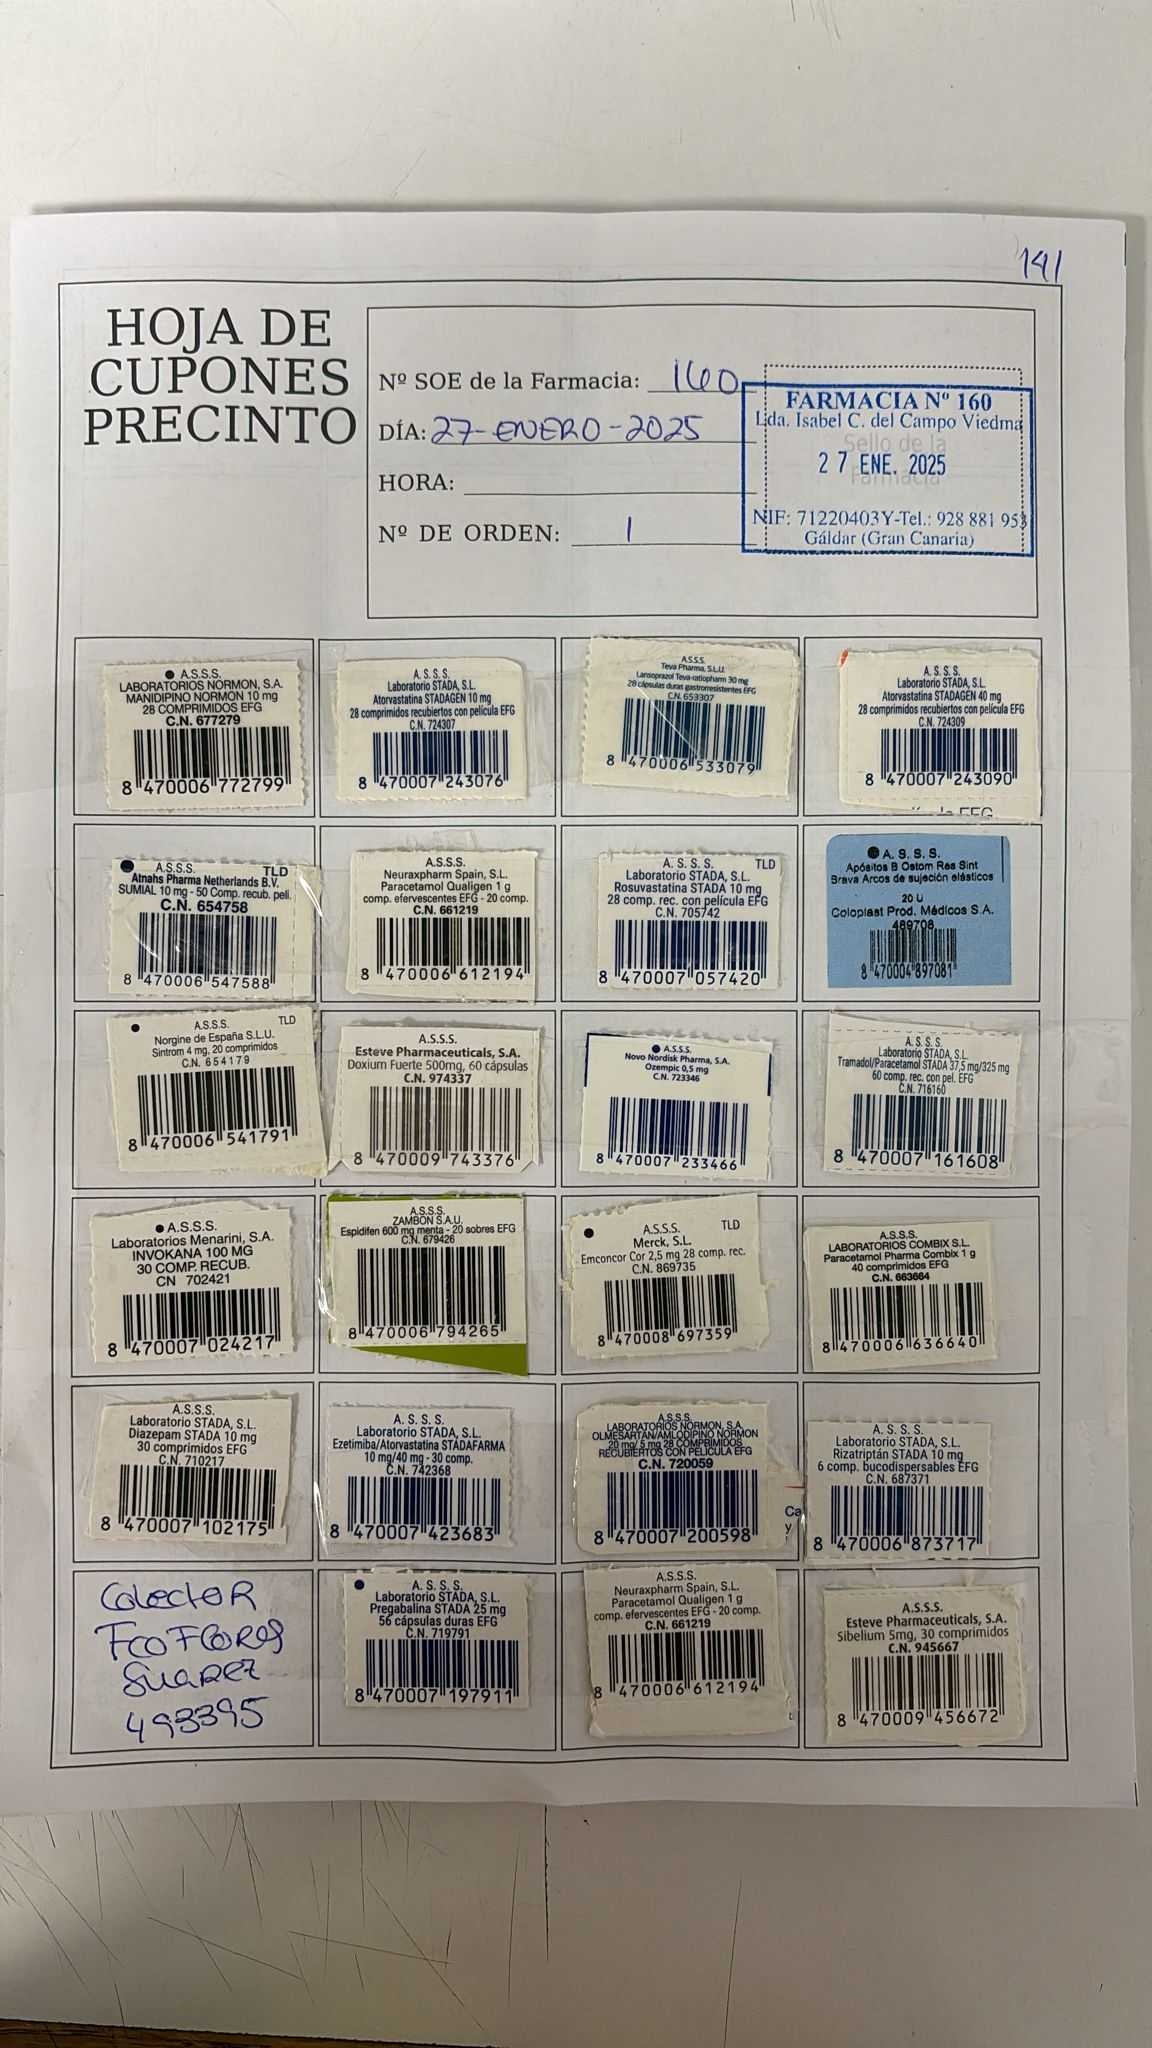 141
HOJA DE
CUPONES
PRECINTO
Nº SOE de la Farmacia: 160
DÍA: 27-ENERO-2025
HORA:
Nº DE ORDEN: 1
FARMACIA Nº 160
Lda. Isabel C. del Campo Viedma
Sello de la
Farmacia
27 ENE. 2025
NIF: 71220403Y-Tel.: 928 881 953
Gáldar (Gran Canaria)
A.S.S.S.
LABORATORIOS NORMON, S.A.
MANIDIPINO NORMON 10 mg
28 COMPRIMIDOS EFG
C.N. 677279
8 470006 772799
A. S. S. S.
Laboratorio STADA, S.L.
Atorvastatina STADAGEN 10 mg
28 comprimidos recubiertos con película EFG
C.N. 724307
8 470007 243076
A.S.S.S.
Teva Pharma, S.L.U.
Lansoprazol Teva-ratiopharm 30 mg
28 cápsulas duras gastrorresistentes EFG
C.N. 653307
8 470006 533079
A. S. S. S.
Laboratorio STADA, S.L.
Atorvastatina STADAGEN 40 mg
28 comprimidos recubiertos con película EFG
C.N. 724309
8 470007 243090
EFG
A.S.S.S. TLD
Atnahs Pharma Netherlands B.V.
SUMIAL 10 mg - 50 Comp. recub. peli.
C.N. 654758
8 470006 547588
A.S.S.S.
Neuraxpharm Spain, S.L.
Paracetamol Qualigen 1 g
comp. efervescentes EFG - 20 comp.
C.N. 661219
8 470006 612194
A. S. S. S. TLD
Laboratorio STADA, S.L.
Rosuvastatina STADA 10 mg
28 comp. rec. con película EFG
C.N. 705742
8 470007 057420
A. S. S. S.
Apósitos B Ostom Res Sint
Brava Arcos de sujeción elásticos
20 U
Coloplast Prod. Médicos S.A.
489708
8 470004 897081
A.S.S.S. TLD
Norgine de España S.L.U.
Sintrom 4 mg, 20 comprimidos
C.N. 654179
8 470006 541791
A.S.S.S.
Esteve Pharmaceuticals, S.A.
Doxium Fuerte 500mg, 60 cápsulas
C.N. 974337
8 470009 743376
A.S.S.S.
Novo Nordisk Pharma, S.A.
Ozempic 0,5 mg
C.N. 723346
8 470007 233466
A. S. S. S.
Laboratorio STADA, S.L.
Tramadol/Paracetamol STADA 37,5 mg/325 mg
60 comp. rec. con pel. EFG
C.N. 716160
8 470007 161608
A.S.S.S.
Laboratorios Menarini, S.A.
INVOKANA 100 MG
30 COMP. RECUB.
CN 702421
8 470007 024217
A.S.S.S.
ZAMBON S.A.U.
Espidifen 600 mg menta - 20 sobres EFG
C.N. 679426
8 470006 794265
A.S.S.S. TLD
Merck, S.L.
Emconcor Cor 2,5 mg 28 comp. rec.
C.N. 869735
8 470008 697359
A.S.S.S.
LABORATORIOS COMBIX S.L.
Paracetamol Pharma Combix 1 g
40 comprimidos EFG
C.N. 663664
8 470006 636640
A.S.S.S.
Laboratorio STADA, S.L.
Diazepam STADA 10 mg
30 comprimidos EFG
C.N. 710217
8 470007 102175
A. S. S. S.
Laboratorio STADA, S.L.
Ezetimiba/Atorvastatina STADAFARMA
10 mg/40 mg - 30 comp.
C.N. 742368
8 470007 423683
A.S.S.S.
LABORATORIOS NORMON, S.A.
OLMESARTAN/AMLODIPINO NORMON
20 mg/ 5 mg 28 COMPRIMIDOS
RECUBIERTOS CON PELICULA EFG
C.N. 720059
8 470007 200598
Ca
y
A. S. S. S.
Laboratorio STADA, S.L.
Rizatriptán STADA 10 mg
6 comp. bucodispersables EFG
C.N. 687371
8 470006 873717
Colector
Fco Flores
Suarez
493395
A. S. S. S.
Laboratorio STADA, S.L.
Pregabalina STADA 25 mg
56 cápsulas duras EFG
C.N. 719791
8 470007 197911
A.S.S.S.
Neuraxpharm Spain, S.L.
Paracetamol Qualigen 1 g
comp. efervescentes EFG - 20 comp.
C.N. 661219
8 470006 612194
A.S.S.S.
Esteve Pharmaceuticals, S.A.
Sibelium 5mg, 30 comprimidos
C.N. 945667
8 470009 456672